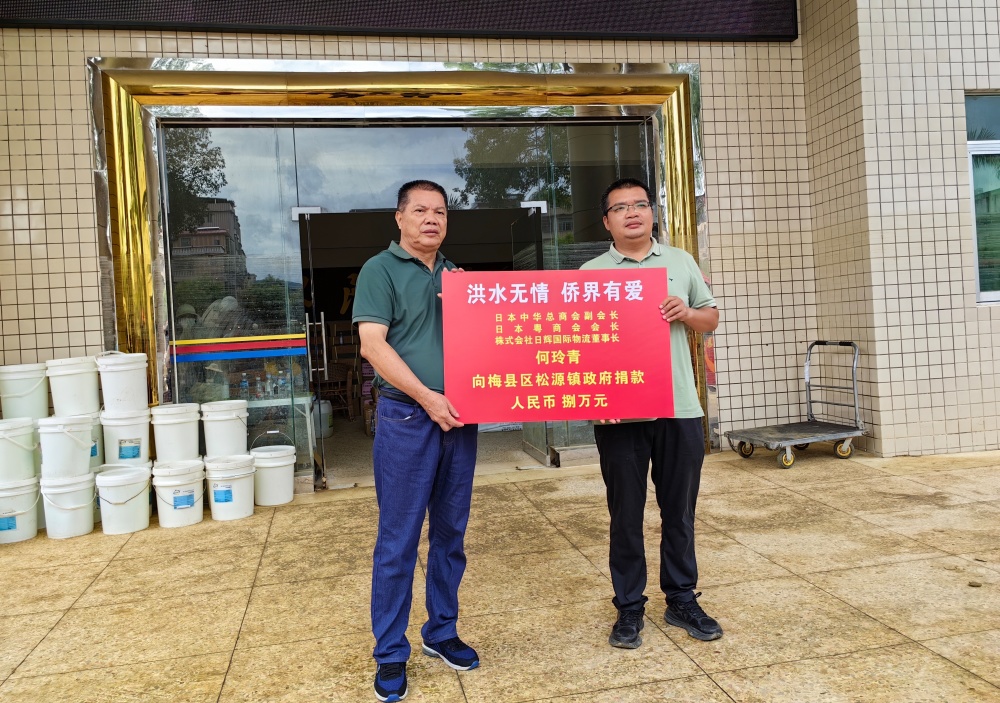 洪水无情 侨界有爱
日本中华总商会副会长
日本粤商会会长
株式会社日辉国际物流董事长
何玲青
向梅县区松源镇政府捐款
人民币 捌万元